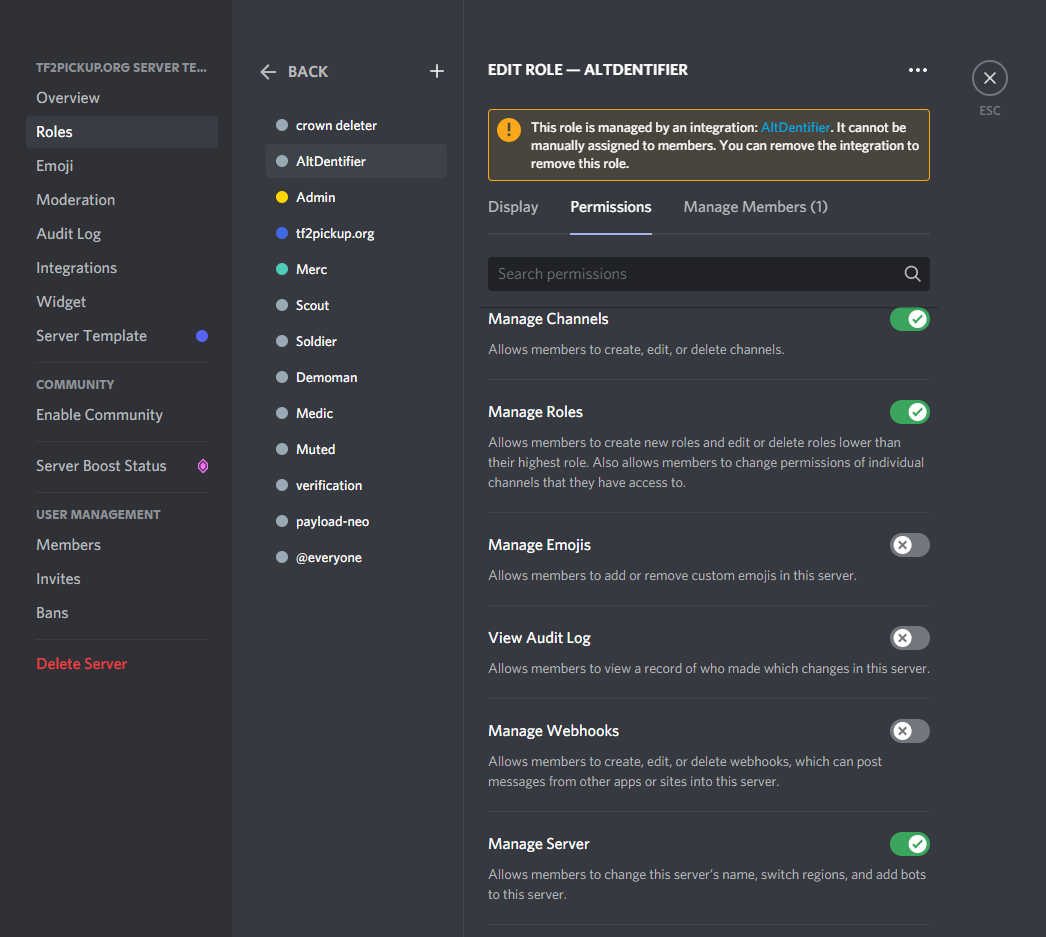 TF2PICKUP.ORG SERVER TE...
Overview
Roles
Emoji
Moderation
Audit Log
Integrations
Widget
Server Template
COMMUNITY
Enable Community
Server Boost Status
USER MANAGEMENT
Members
Invites
Bans
Delete Server
BACK
crown deleter
AltDentifier
Admin
tf2pickup.org
Merc
Scout
Soldier
Demoman
Medic
Muted
verification
payload-neo
@everyone
EDIT ROLE — ALTDENTIFIER
ESC
This role is managed by an integration: AltDentifier. It cannot be
manually assigned to members. You can remove the integration to
remove this role.
Display Permissions Manage Members (1)
Search permissions
Manage Channels
Allows members to create, edit, or delete channels.
Manage Roles
Allows members to create new roles and edit or delete roles lower than
their highest role. Also allows members to change permissions of individual
channels that they have access to.
Manage Emojis
Allows members to add or remove custom emojis in this server.
View Audit Log
Allows members to view a record of who made which changes in this server.
Manage Webhooks
Allows members to create, edit, or delete webhooks, which can post
messages from other apps or sites into this server.
Manage Server
Allows members to change this server's name, switch regions, and add bots
to this server.